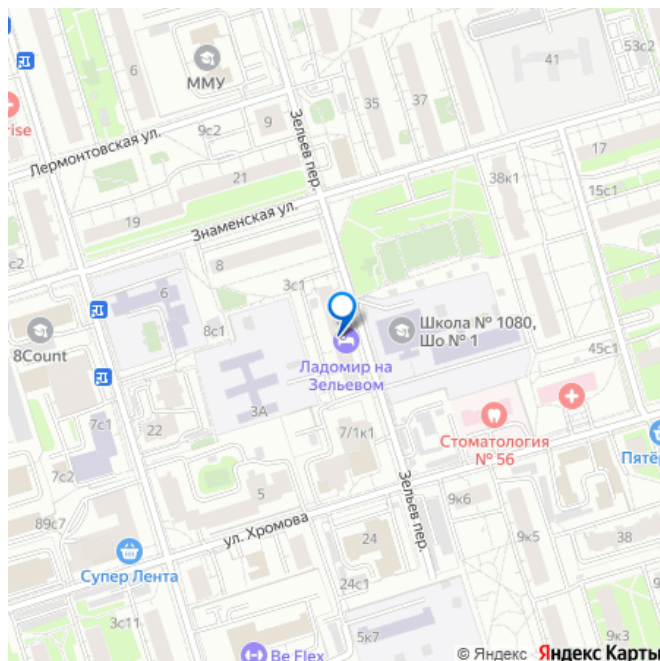 53с2
41
6
ММУ
35
37
9
9с2
rise
Лермонтовская ул.
Зельев пер.
17
21
38к1
15с1
19
Знаменская ул.
с2
8
3с1
6
8с1
Школа № 1080,
Шо № 1
8Count
Ладомир на
Зельевом
45с1
3А
7с1
22
7/1к1
Стоматология
№ 56
Пятёр
7с2
5
Зельев пер.
9к6
89с7
ул. Хромова
24
9к5
38
Супер Лента
24с1
3с11
5к7
9к3
Be Flex
© Яндекс Яндекс Карты